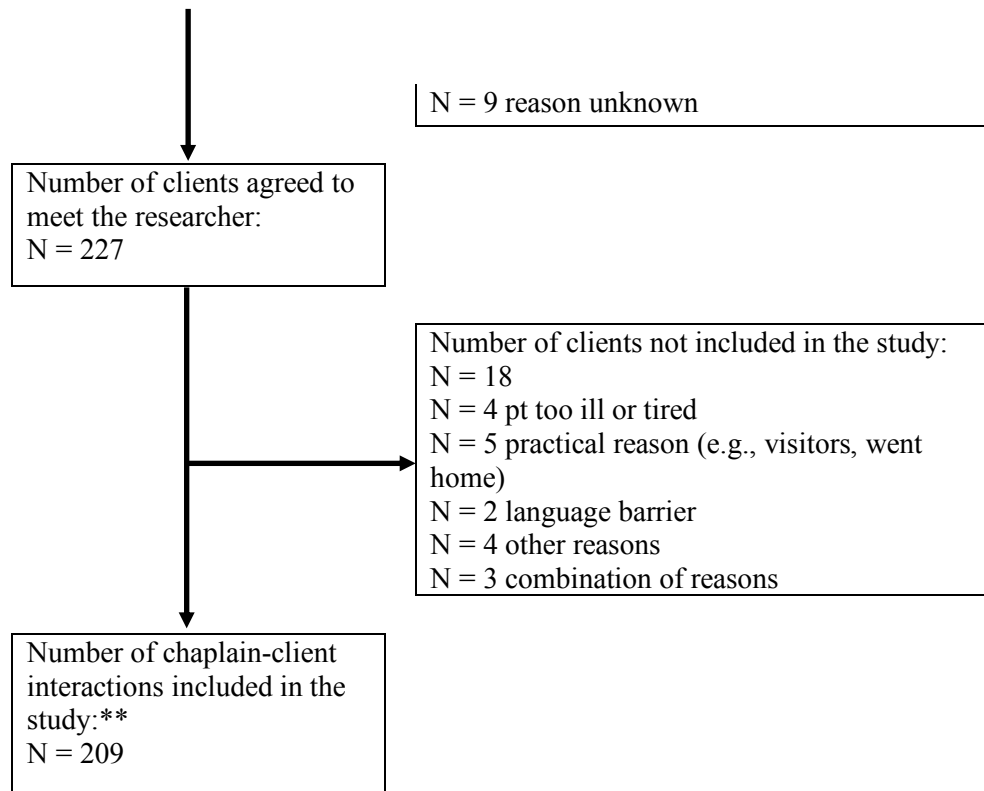 N = 9 reason unknown
Number of clients agreed to
meet the researcher:
N = 227
Number of clients not included in the study:
N = 18
N = 4 pt too ill or tired
N = 5 practical reason (e.g., visitors, went
home)
N = 2 language barrier
N = 4 other reasons
N = 3 combination of reasons
Number of chaplain-client
interactions included in the
study:**
N = 209